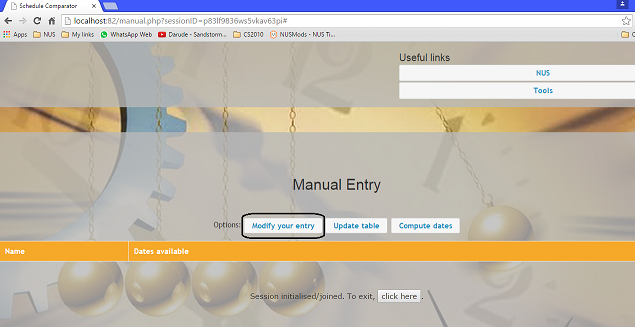 Schedule Comparator
localhost:82/manual.php?sessionID=p83lf9836ws5vkav63pi#
Apps NUS My links WhatsApp Web Darude - Sandstorm... CS2010 NUSMods - NUS Ti...
Useful links
NUS
Tools
Manual Entry
Options: Modify your entry Update table Compute dates
Name Dates available
Session initialised/joined. To exit, click here .